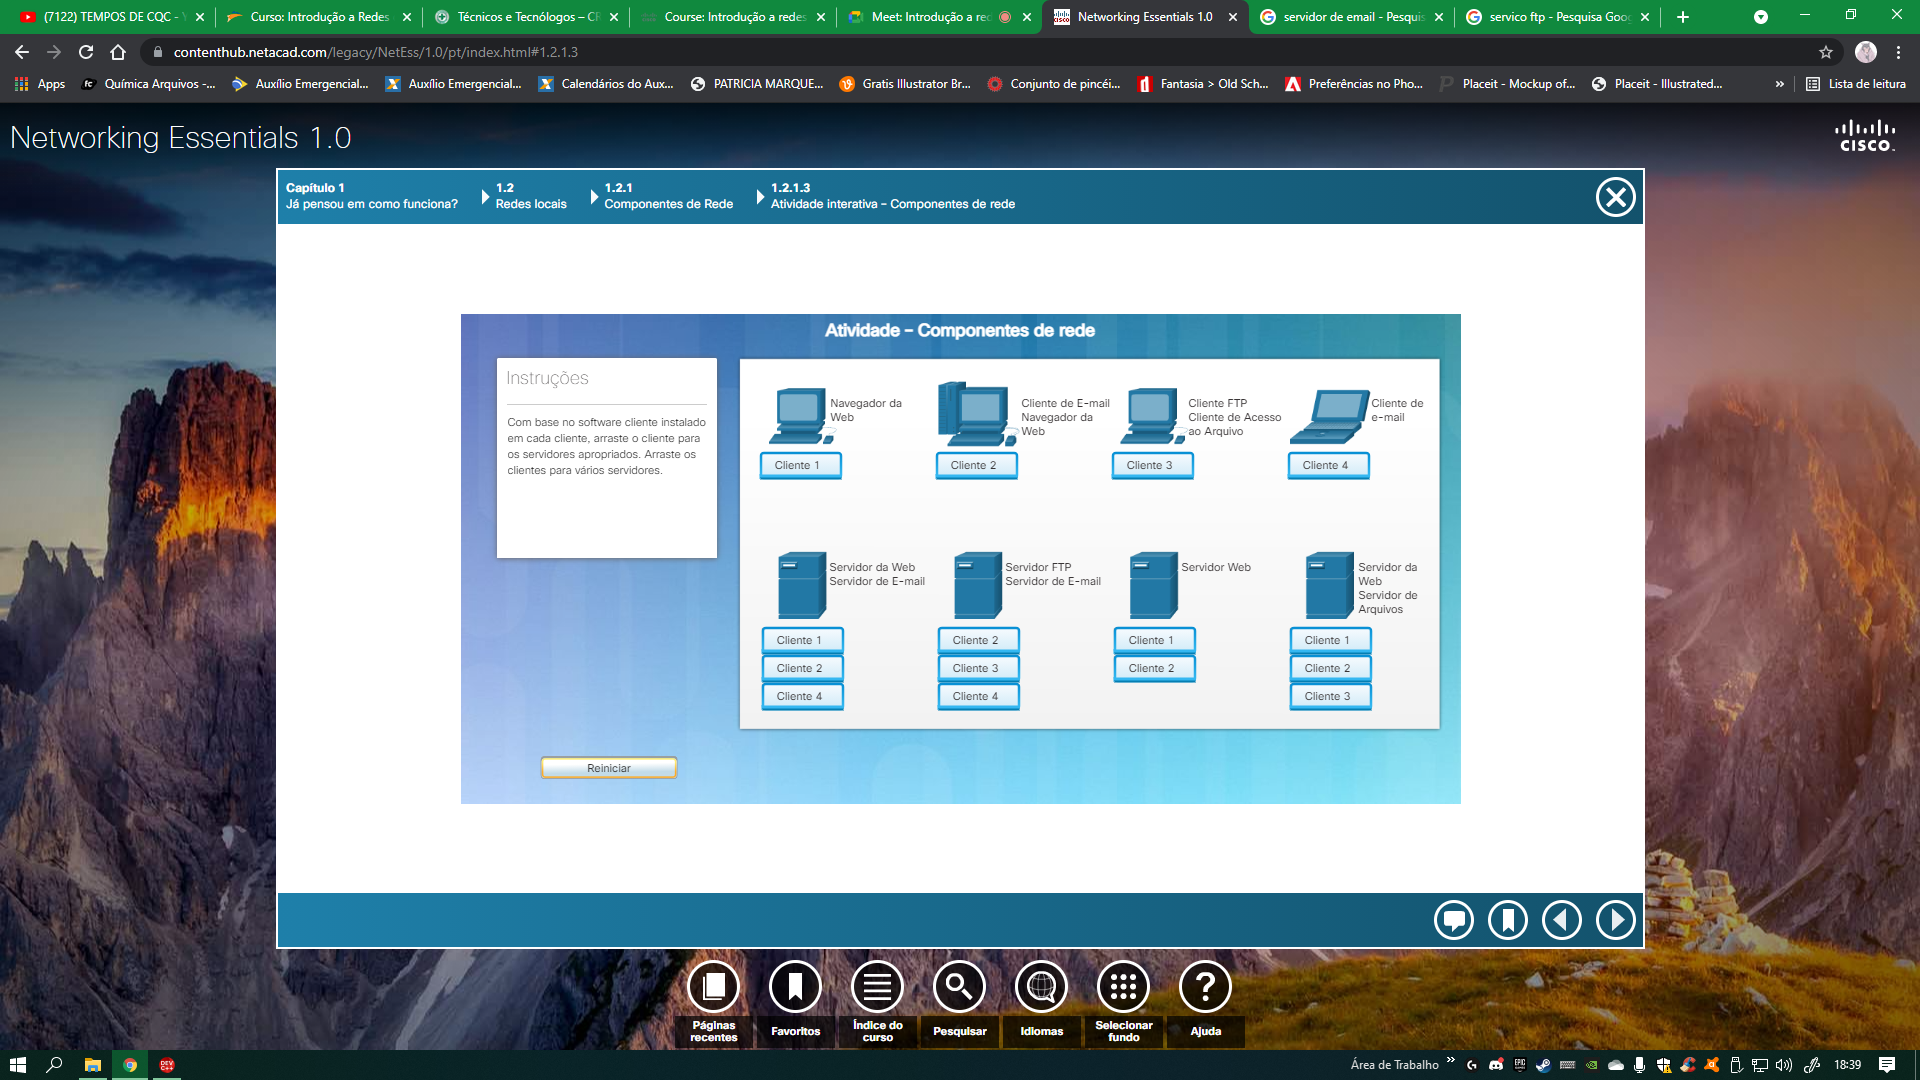 (7122) TEMPOS DE CQC - Y
Curso: Introdução a Redes
Técnicos e Tecnólogos – CF
Course: Introdução a redes
Meet: Introdução a red
Networking Essentials 1.0
servidor de email - Pesquis
servico ftp - Pesquisa Goog
contenthub.netacad.com/legacy/NetEss/1.0/pt/index.html#1.2.1.3
Apps
Química Arquivos -...
Auxílio Emergencial...
Auxílio Emergencial...
Calendários do Aux...
PATRICIA MARQUE...
Gratis Illustrator Br...
Conjunto de pincéi...
Fantasia > Old Sch...
Preferências no Pho...
Placeit - Mockup of...
Placeit - Illustrated...
»
Lista de leitura
Networking Essentials 1.0
CISCO
Capítulo 1
Já pensou em como funciona?
1.2
Redes locais
1.2.1
Componentes de Rede
1.2.1.3
Atividade interativa – Componentes de rede
Atividade – Componentes de rede
Instruções
Com base no software cliente instalado
em cada cliente, arraste o cliente para
os servidores apropriados. Arraste os
clientes para vários servidores.
Navegador da
Web
Cliente 1
Cliente de E-mail
Navegador da
Web
Cliente 2
Cliente FTP
Cliente de Acesso
ao Arquivo
Cliente 3
Cliente de
e-mail
Cliente 4
Servidor da Web
Servidor de E-mail
Cliente 1
Cliente 2
Cliente 4
Servidor FTP
Servidor de E-mail
Cliente 2
Cliente 3
Cliente 4
Servidor Web
Cliente 1
Cliente 2
Servidor da
Web
Servidor de
Arquivos
Cliente 1
Cliente 2
Cliente 3
Reiniciar
Páginas
recentes
Favoritos
Índice do
curso
Pesquisar
Idiomas
Selecionar
fundo
Ajuda
Área de Trabalho
18:39